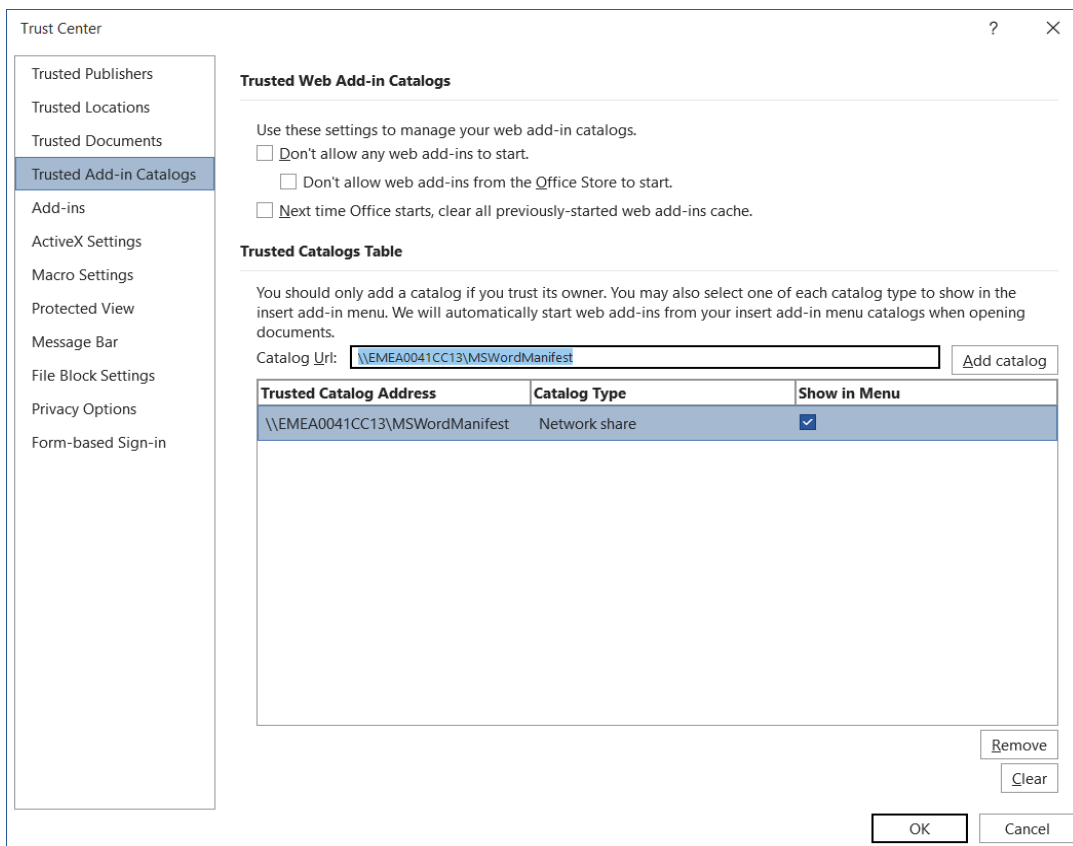 Trust Center
?
Trusted Publishers
Trusted Locations
Trusted Documents
Trusted Add-in Catalogs
Add-ins
ActiveX Settings
Macro Settings
Protected View
Message Bar
File Block Settings
Privacy Options
Form-based Sign-in
Trusted Web Add-in Catalogs
Use these settings to manage your web add-in catalogs.
Don't allow any web add-ins to start.
Don't allow web add-ins from the Office Store to start.
Next time Office starts, clear all previously-started web add-ins cache.
Trusted Catalogs Table
You should only add a catalog if you trust its owner. You may also select one of each catalog type to show in the
insert add-in menu. We will automatically start web add-ins from your insert add-in menu catalogs when opening
documents.
Catalog Url: \\EMEA0041CC13\MSWordManifest Add catalog
Trusted Catalog Address Catalog Type Show in Menu
\\EMEA0041CC13\MSWordManifest Network share
Remove
Clear
OK Cancel